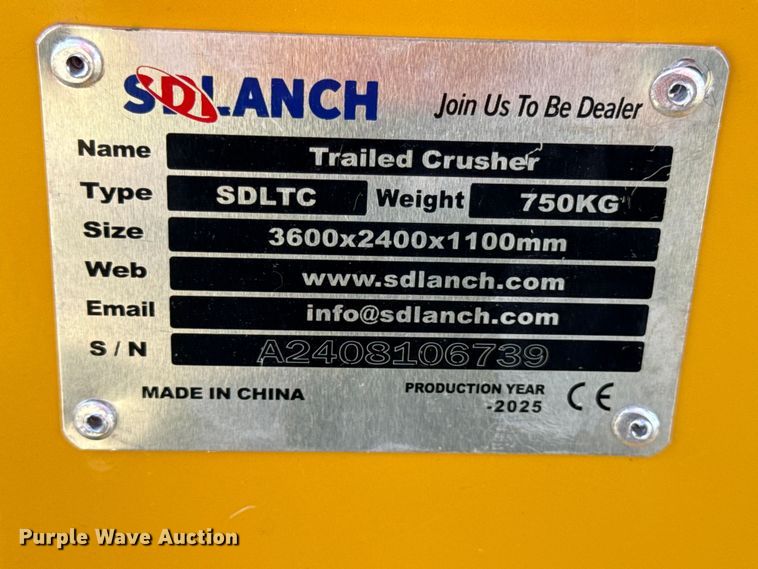 SDLANCH Join Us To Be Dealer
Name Trailed Crusher
Type SDLTC Weight 750KG
Size 3600x2400x1100mm
Web www.sdlanch.com
Email info@sdlanch.com
S / N A2408106739
MADE IN CHINA PRODUCTION YEAR
-2025 CE
Purple Wave Auction